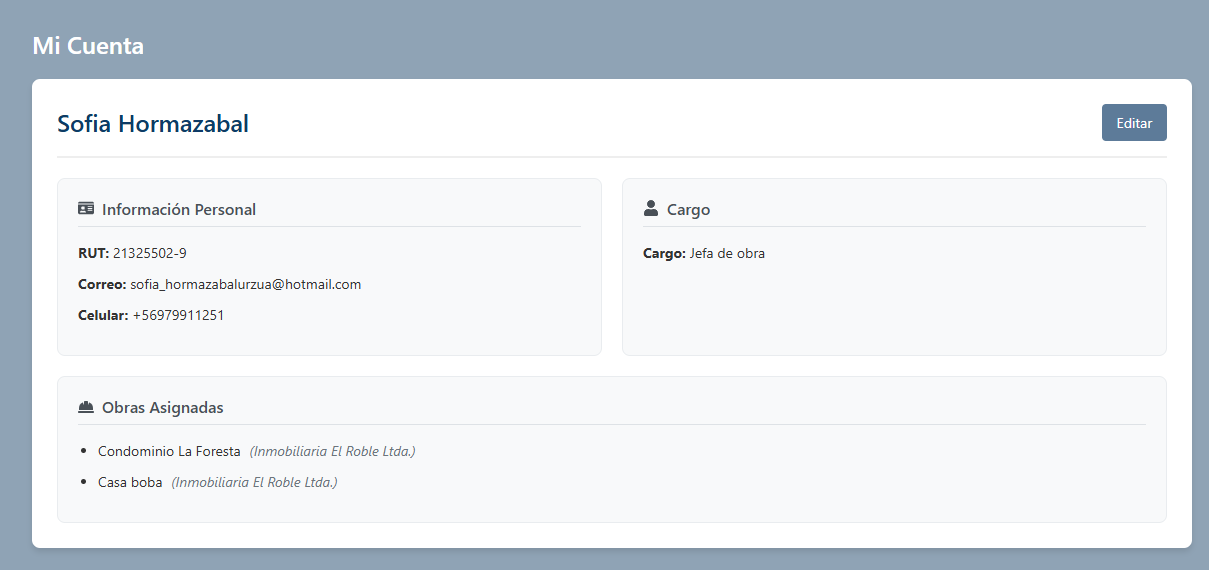 Mi Cuenta
Sofia Hormazabal
Editar
Información Personal
RUT: 21325502-9
Correo: sofia_hormazabalurzua@hotmail.com
Celular: +56979911251
Cargo
Cargo: Jefa de obra
Obras Asignadas
Condominio La Foresta (Inmobiliaria El Roble Ltda.)
Casa boba (Inmobiliaria El Roble Ltda.)